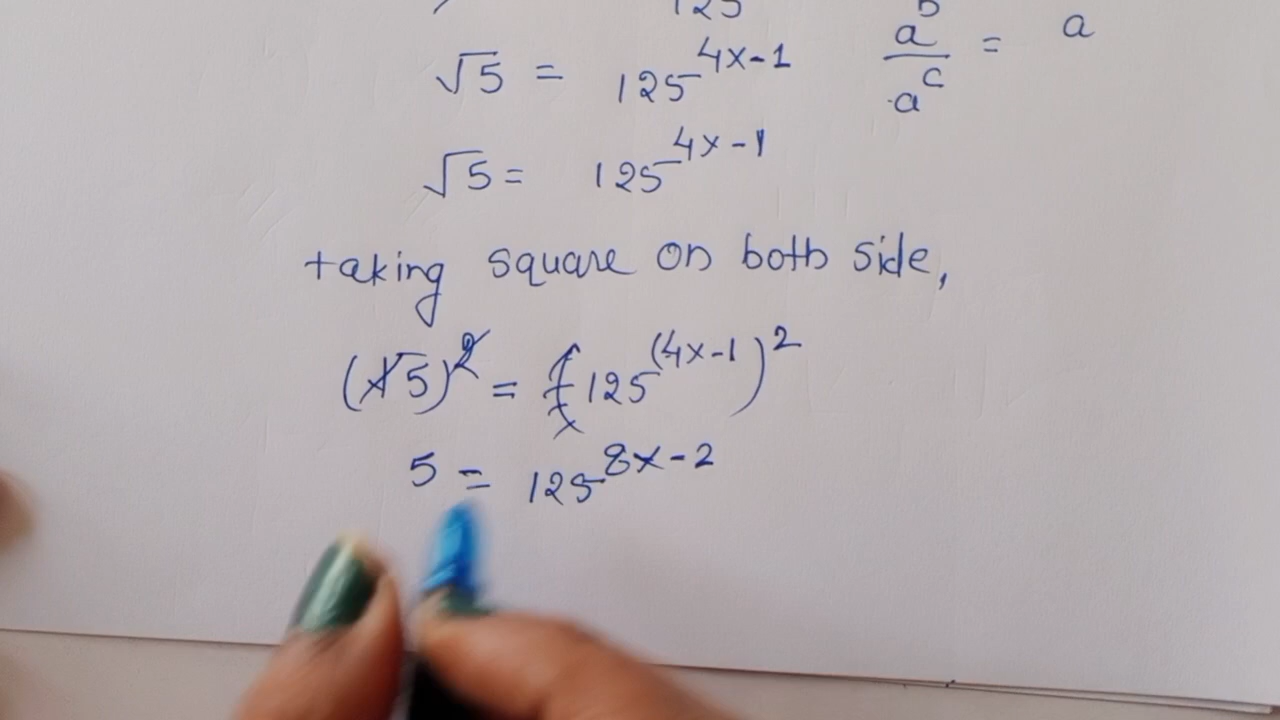 125
√5 = 125^(4x-1)
a^b / a^c = a
√5 = 125^(4x-1)
taking square on both side,
(√5)^2 = (125^(4x-1))^2
5 = 125^(8x-2)